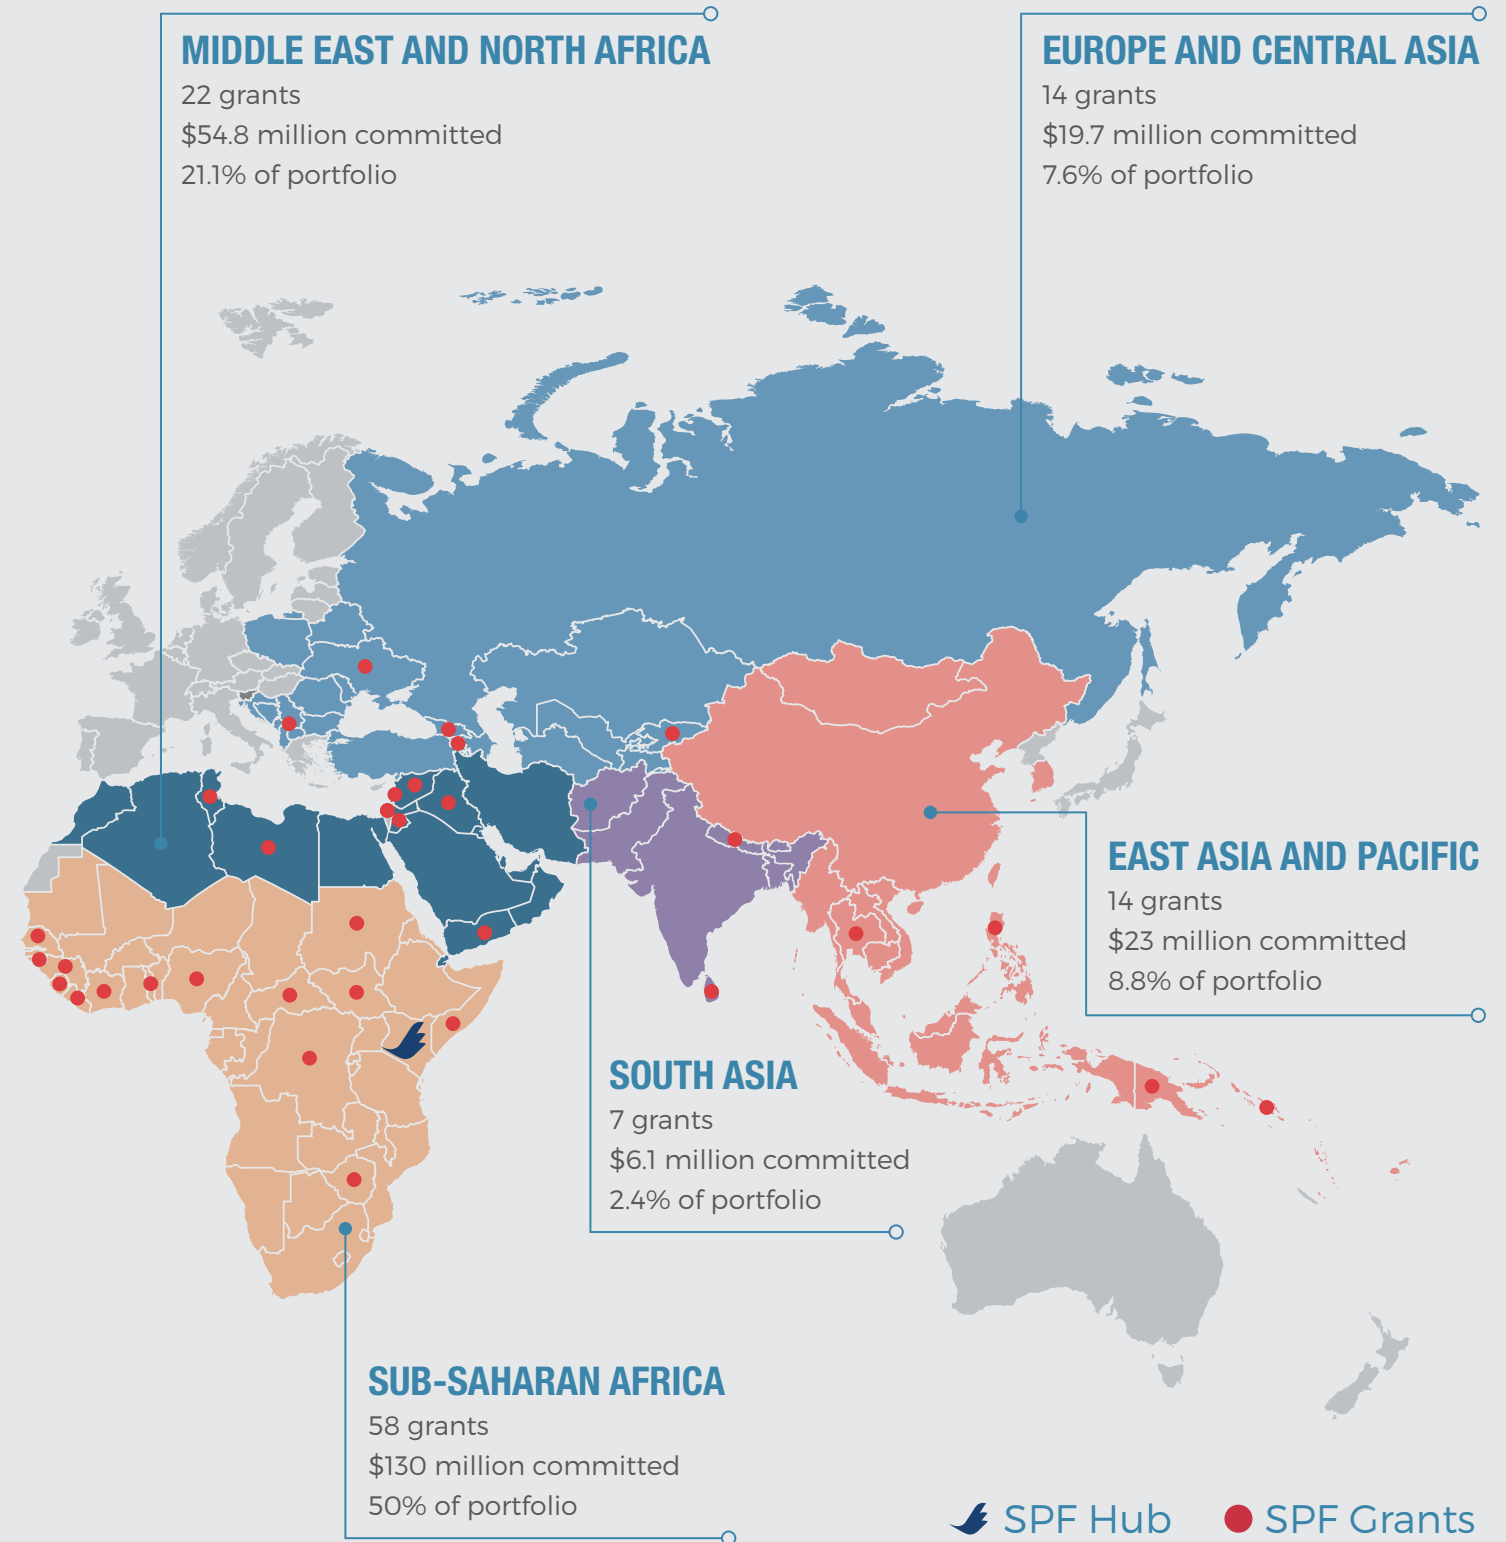 MIDDLE EAST AND NORTH AFRICA
22 grants
$54.8 million committed
21.1% of portfolio
EUROPE AND CENTRAL ASIA
14 grants
$19.7 million committed
7.6% of portfolio
EAST ASIA AND PACIFIC
14 grants
$23 million committed
8.8% of portfolio
SOUTH ASIA
7 grants
$6.1 million committed
2.4% of portfolio
SUB-SAHARAN AFRICA
58 grants
$130 million committed
50% of portfolio
SPF Hub
SPF Grants